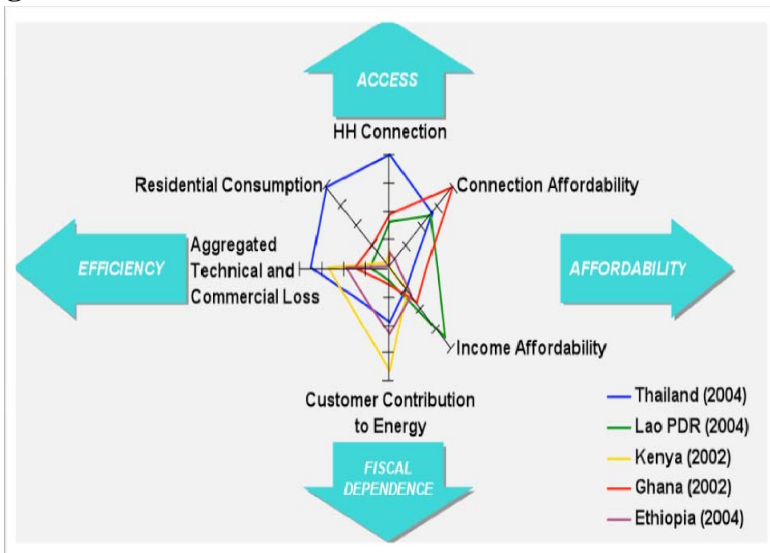 ACCESS
HH Connection
Residential Consumption
Connection Affordability
EFFICIENCY
Aggregated
Technical and
Commercial Loss
AFFORDABILITY
Income Affordability
Customer Contribution
to Energy
FISCAL
DEPENDENCE
Thailand (2004)
Lao PDR (2004)
Kenya (2002)
Ghana (2002)
Ethiopia (2004)